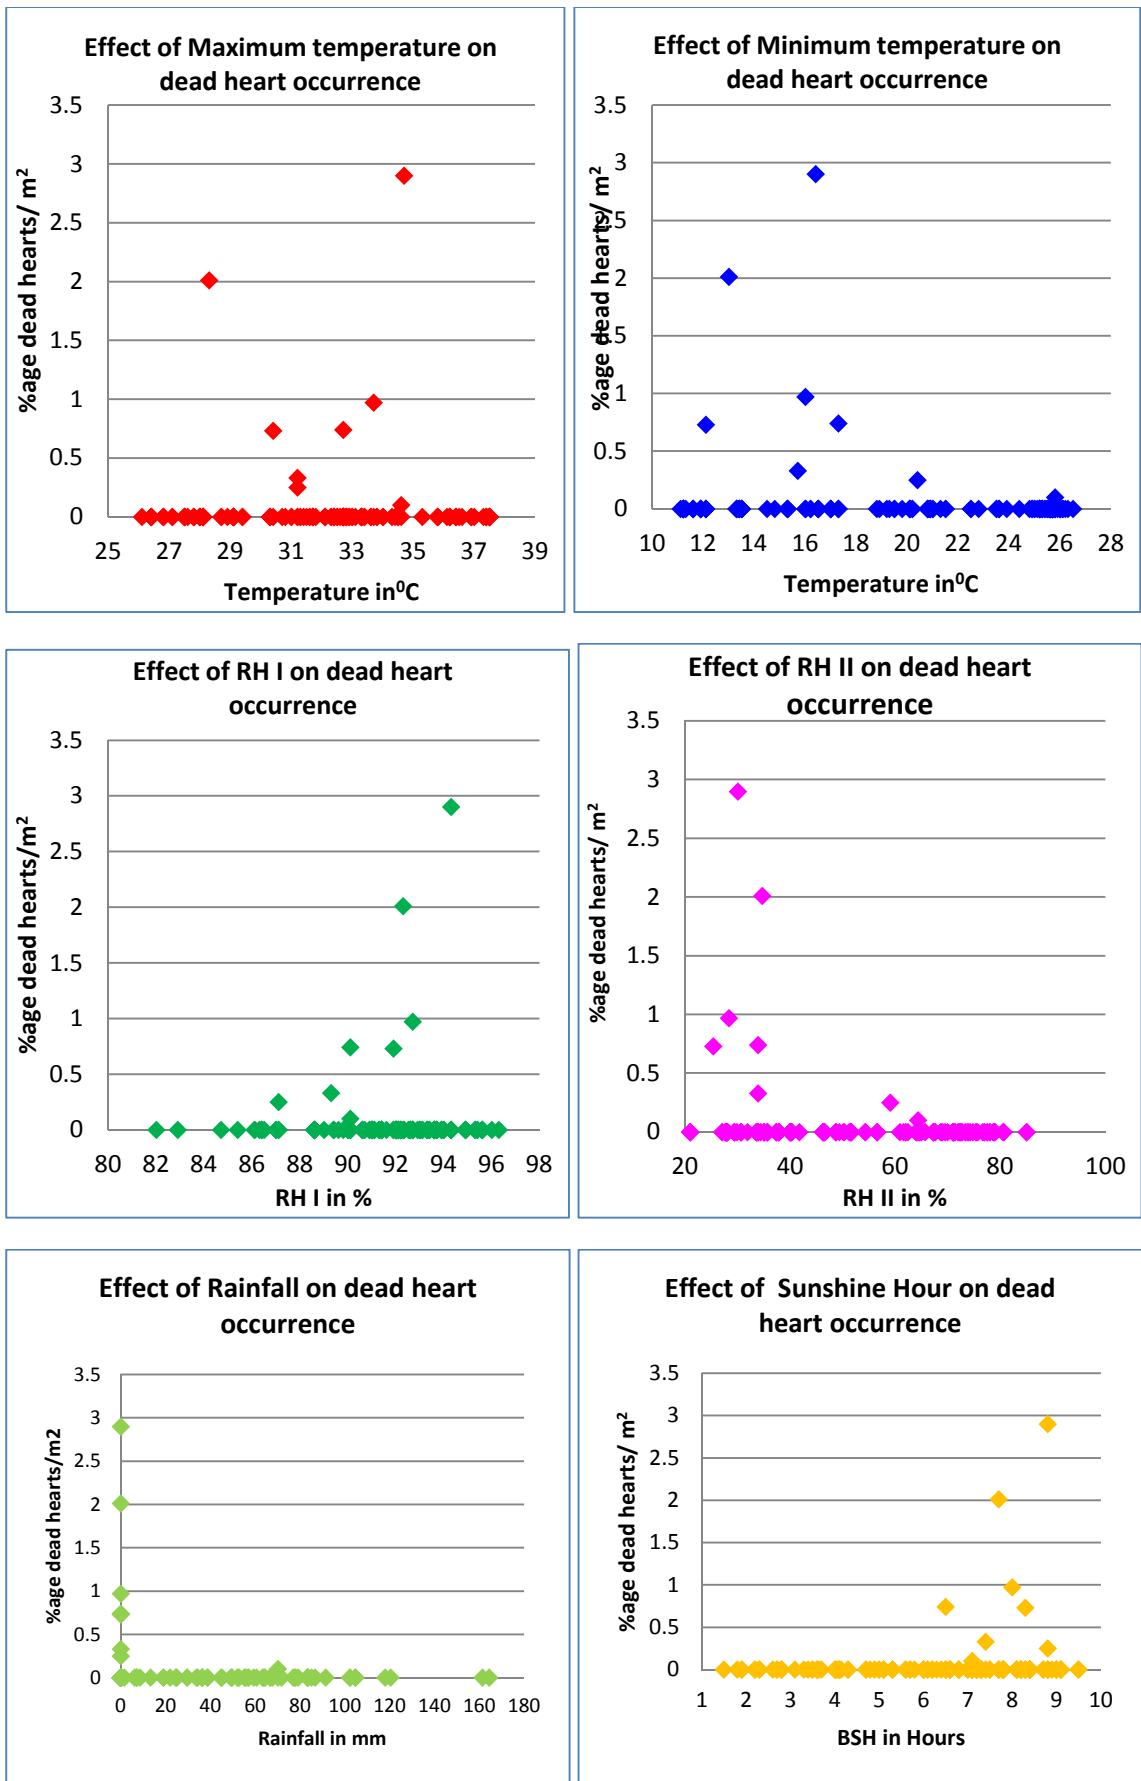 Effect of Maximum temperature on
dead heart occurrence
%age dead hearts/ m²
3.5
3
2.5
2
1.5
1
0.5
0
25 27 29 31 33 35 37 39
Temperature in⁰C
Effect of Minimum temperature on
dead heart occurrence
%age dead hearts/ m²
3.5
3
2.5
2
1.5
1
0.5
0
10 12 14 16 18 20 22 24 26 28
Temperature in⁰C
Effect of RH I on dead heart
occurrence
%age dead hearts/m²
3.5
3
2.5
2
1.5
1
0.5
0
80 82 84 86 88 90 92 94 96 98
RH I in %
Effect of RH II on dead heart
occurrence
%age dead hearts/ m²
3.5
3
2.5
2
1.5
1
0.5
0
20 40 60 80 100
RH II in %
Effect of Rainfall on dead heart
occurrence
%age dead hearts/m2
3.5
3
2.5
2
1.5
1
0.5
0
0 20 40 60 80 100 120 140 160 180
Rainfall in mm
Effect of Sunshine Hour on dead
heart occurrence
%age dead hearts/ m²
3.5
3
2.5
2
1.5
1
0.5
0
1 2 3 4 5 6 7 8 9 10
BSH in Hours